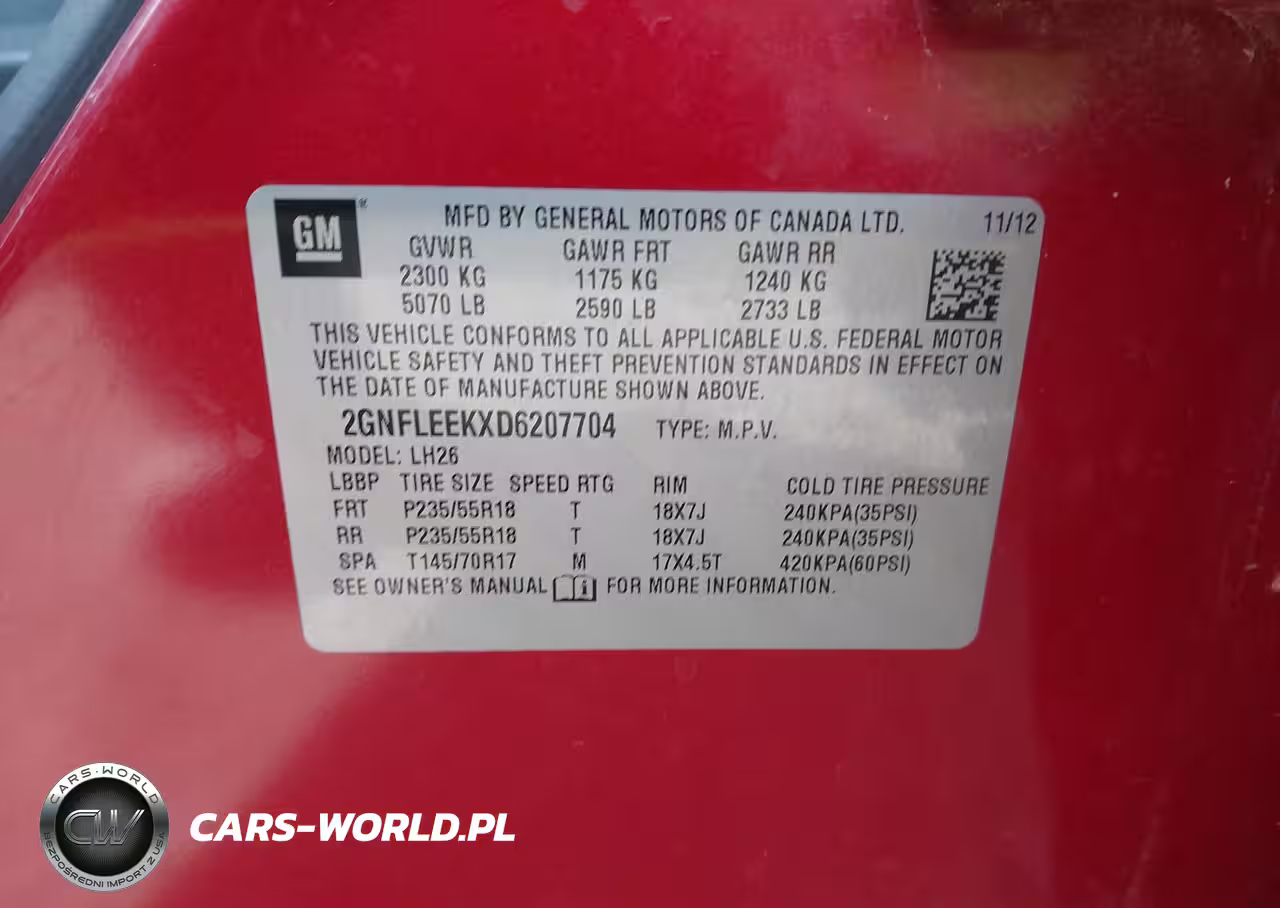 GM ®
MFD BY GENERAL MOTORS OF CANADA LTD. 11/12
GVWR GAWR FRT GAWR RR
2300 KG 1175 KG 1240 KG
5070 LB 2590 LB 2733 LB
THIS VEHICLE CONFORMS TO ALL APPLICABLE U.S. FEDERAL MOTOR
VEHICLE SAFETY AND THEFT PREVENTION STANDARDS IN EFFECT ON
THE DATE OF MANUFACTURE SHOWN ABOVE.
2GNFLEEKXD6207704 TYPE: M.P.V.
MODEL: LH26
LBBP TIRE SIZE SPEED RTG RIM COLD TIRE PRESSURE
FRT P235/55R18 T 18X7J 240KPA(35PSI)
RR P235/55R18 T 18X7J 240KPA(35PSI)
SPA T145/70R17 M 17X4.5T 420KPA(60PSI)
SEE OWNER'S MANUAL i FOR MORE INFORMATION.
CARS-WORLD
CW
BEZPOŚREDNI IMPORT Z USA
CARS-WORLD.PL